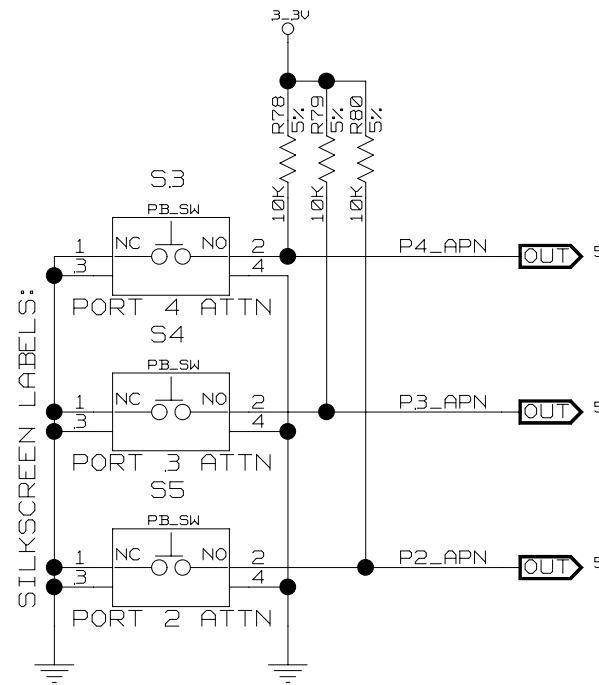 3_3V
R78
5%
10K
R79
5%
10K
R80
5%
10K
S3
PB_SW
NC
NO
1
2
3
4
PORT 4 ATTN
P4_APN
OUT
5
S4
PB_SW
NC
NO
1
2
3
4
PORT 3 ATTN
P3_APN
OUT
5
S5
PB_SW
NC
NO
1
2
3
4
PORT 2 ATTN
P2_APN
OUT
5
SILKSCREEN LABELS: